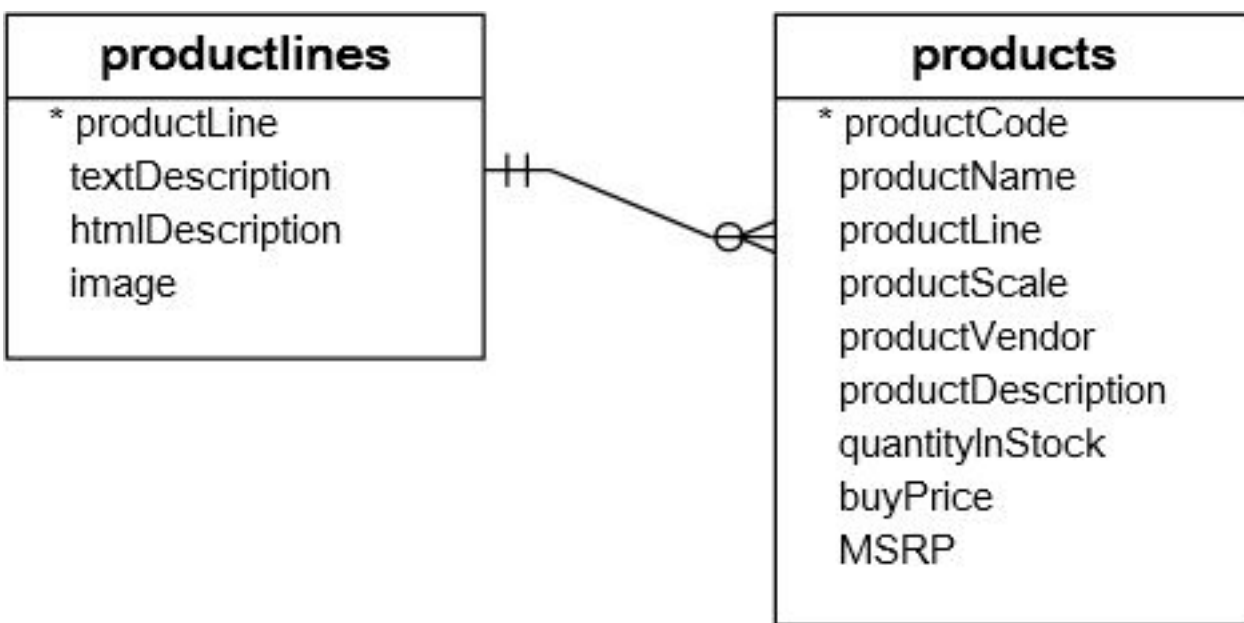 productlines
* productLine
textDescription
htmlDescription
image
products
* productCode
productName
productLine
productScale
productVendor
productDescription
quantityInStock
buyPrice
MSRP